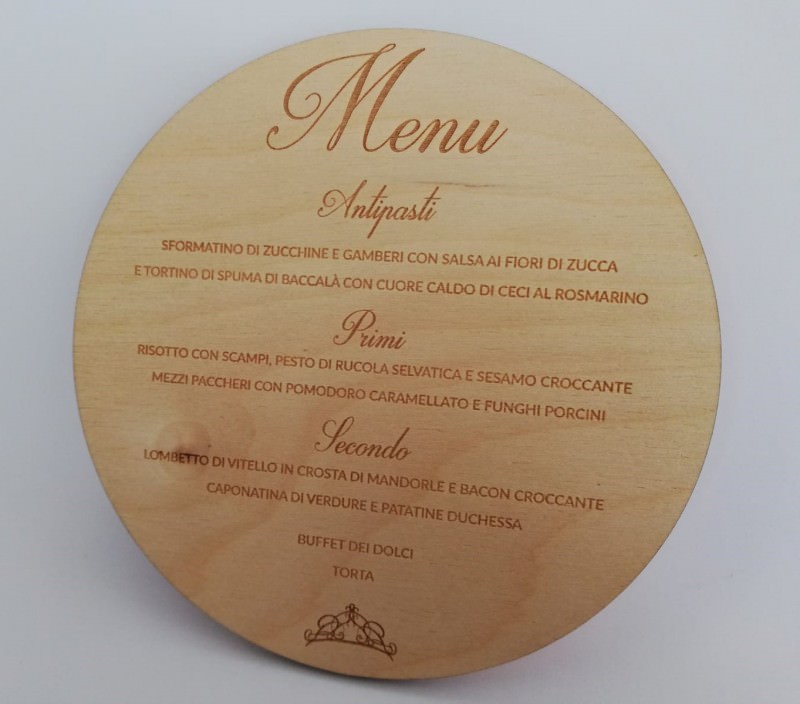 Menu
Antipasti
SFORMATINO DI ZUCCHINE E GAMBERI CON SALSA AI FIORI DI ZUCCA
E TORTINO DI SPUMA DI BACCALÀ CON CUORE CALDO DI CECI AL ROSMARINO
Primi
RISOTTO CON SCAMPI, PESTO DI RUCOLA SELVATICA E SESAMO CROCCANTE
MEZZI PACCHERI CON POMODORO CARAMELLATO E FUNGHI PORCINI
Secondo
LOMBETTO DI VITELLO IN CROSTA DI MANDORLE E BACON CROCCANTE
CAPONATINA DI VERDURE E PATATINE DUCHESSA
BUFFET DEI DOLCI
TORTA